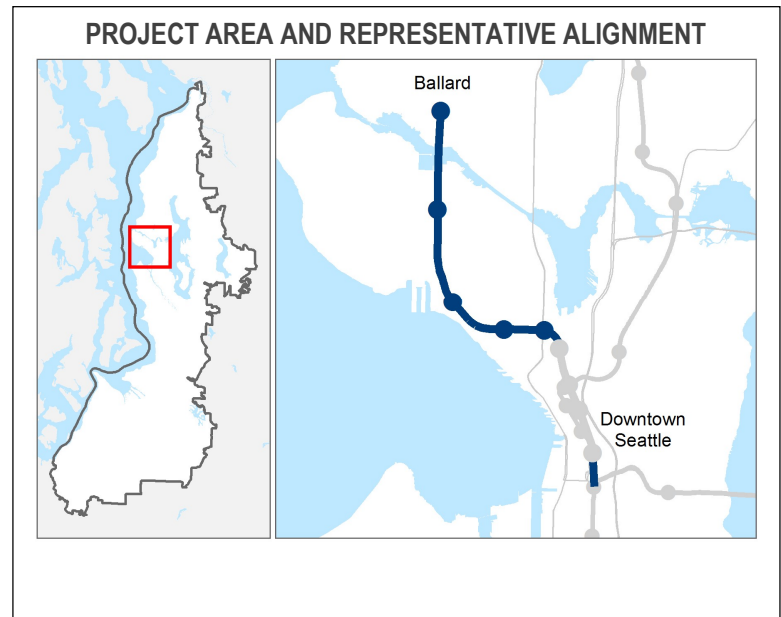 PROJECT AREA AND REPRESENTATIVE ALIGNMENT
Ballard
Downtown
Seattle